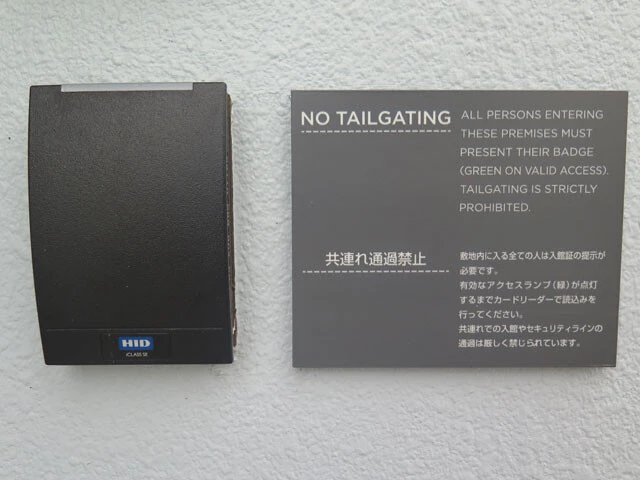 HID
iCLASS SE
NO TAILGATING
ALL PERSONS ENTERING
THESE PREMISES MUST
PRESENT THEIR BADGE
(GREEN ON VALID ACCESS).
TAILGATING IS STRICTLY
PROHIBITED.
共連れ通過禁止
敷地内に入る全ての人は入館証の提示が
必要です。
有効なアクセスランプ(緑)が点灯
するまでカードリーダーで読込みを
行ってください。
共連れでの入館やセキュリティラインの
通過は厳しく禁じられています。